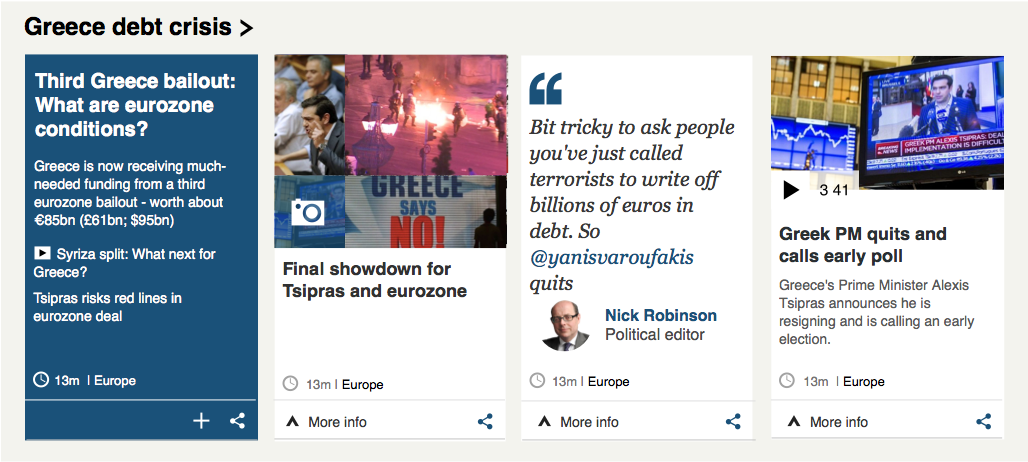 Greece debt crisis >
Third Greece bailout:
What are eurozone
conditions?
Greece is now receiving much-
needed funding from a third
eurozone bailout - worth about
€85bn (£61bn; $95bn)
Syriza split: What next for
Greece?
Tsipras risks red lines in
eurozone deal
13m | Europe
GREECE
SAYS
NO!
Final showdown for
Tsipras and eurozone
13m | Europe
More info
Bit tricky to ask people
you've just called
terrorists to write off
billions of euros in
debt. So
@yanisvaroufakis
quits
Nick Robinson
Political editor
13m | Europe
More info
BREAKING NEWS
GREEK PM ALEXIS TSIPRAS: DEAL
IMPLEMENTATION IS DIFFICULT
3 41
Greek PM quits and
calls early poll
Greece's Prime Minister Alexis
Tsipras announces he is
resigning and is calling an early
election.
13m | Europe
More info